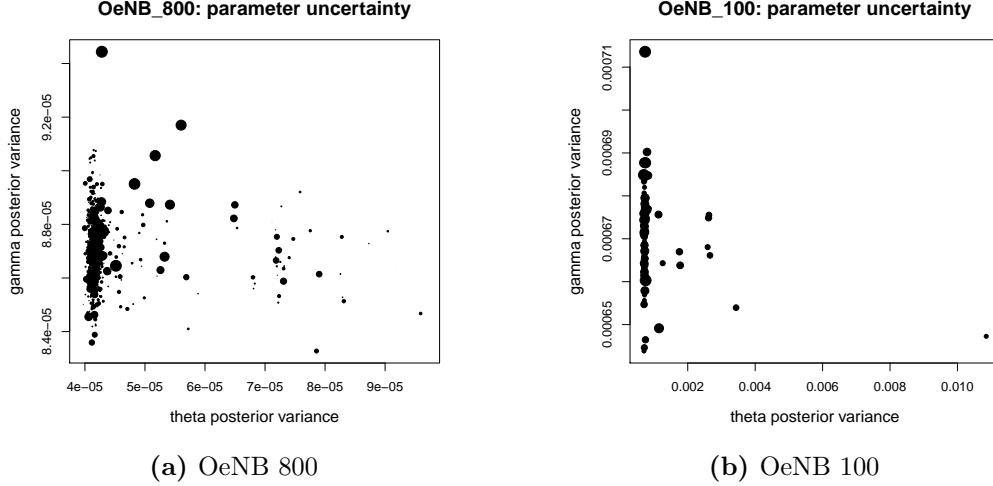 OeNB_800: parameter uncertainty
gamma posterior variance
8.4e−05 8.8e−05 9.2e−05
4e−05 5e−05 6e−05 7e−05 8e−05 9e−05
theta posterior variance
(a) OeNB 800
OeNB_100: parameter uncertainty
gamma posterior variance
0.00065 0.00067 0.00069 0.00071
0.002 0.004 0.006 0.008 0.010
theta posterior variance
(b) OeNB 100